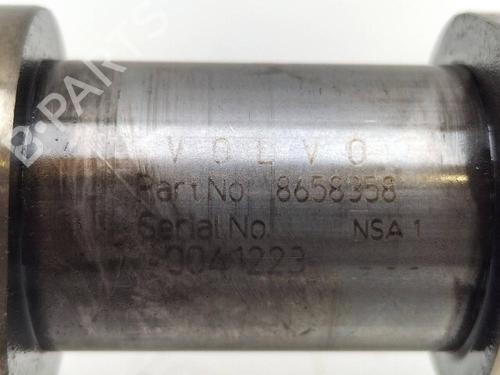 B-PARTS
VOLVO
Part No 8658358
Serial No NSA 1
0041223